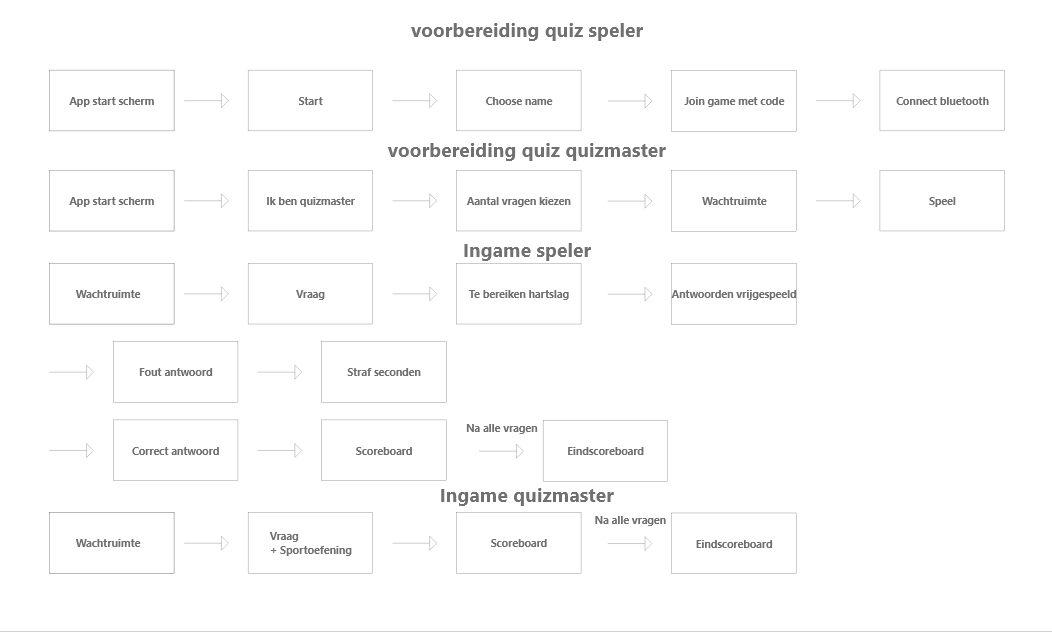 voorbereiding quiz speler
App start scherm
Start
Choose name
Join game met code
Connect bluetooth
voorbereiding quiz quizmaster
App start scherm
Ik ben quizmaster
Aantal vragen kiezen
Wachtruimte
Speel
Ingame speler
Wachtruimte
Vraag
Te bereiken hartslag
Antwoorden vrijgespeeld
Fout antwoord
Straf seconden
Correct antwoord
Scoreboard
Na alle vragen
Eindscoreboard
Ingame quizmaster
Wachtruimte
Vraag
+ Sportoefening
Scoreboard
Na alle vragen
Eindscoreboard